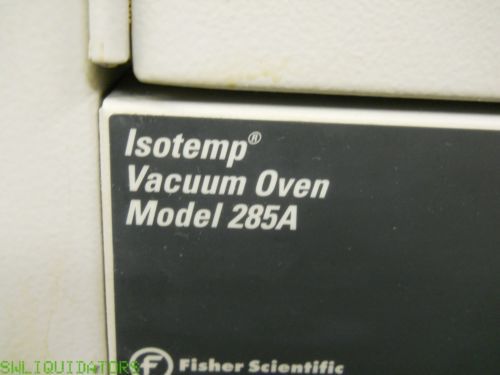 Isotemp®
Vacuum Oven
Model 285A
F Fisher Scientific
SWLIQUIDATORS